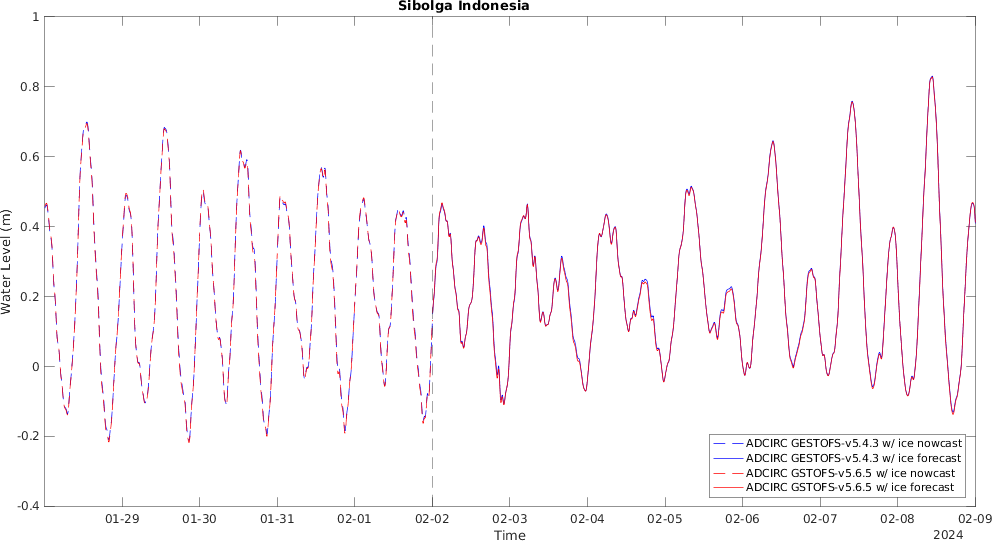 Sibolga Indonesia
1
0.8
0.6
0.4
0.2
0
-0.2
-0.4
Water Level (m)
ADCIRC GESTOFS-v5.4.3 w/ ice nowcast
ADCIRC GESTOFS-v5.4.3 w/ ice forecast
ADCIRC GSTOFS-v5.6.5 w/ ice nowcast
ADCIRC GSTOFS-v5.6.5 w/ ice forecast
01-29 01-30 01-31 02-01 02-02 02-03 02-04 02-05 02-06 02-07 02-08 02-09
Time
2024